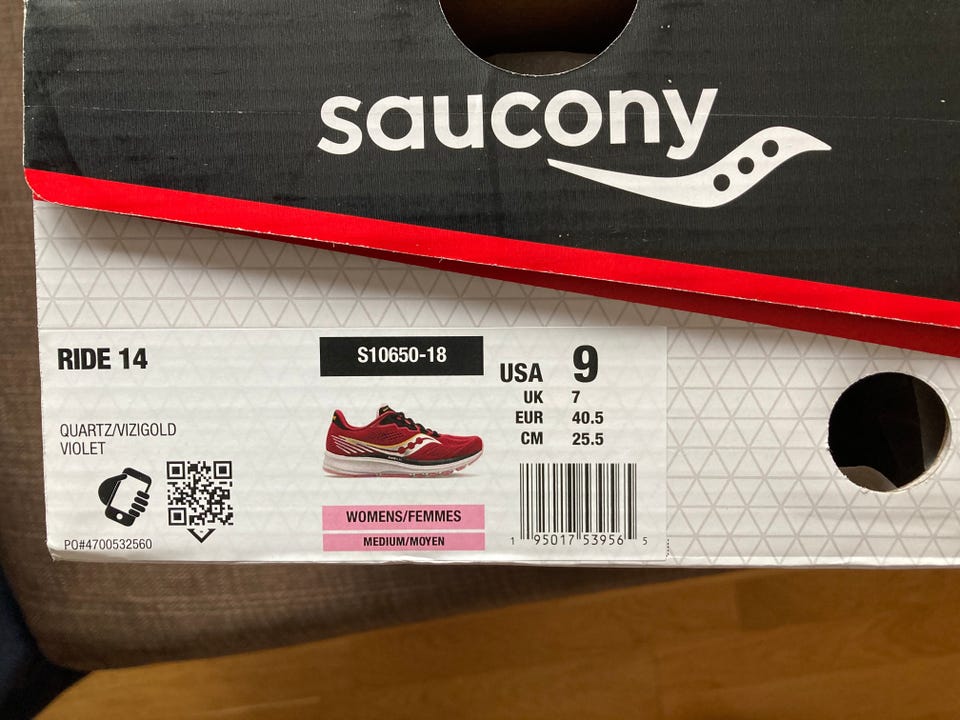 saucony
RIDE 14
S10650-18
USA 9
UK 7
EUR 40.5
CM 25.5
QUARTZ/VIZIGOLD
VIOLET
WOMENS/FEMMES
MEDIUM/MOYEN
PO#4700532560
1 95017 53956 5